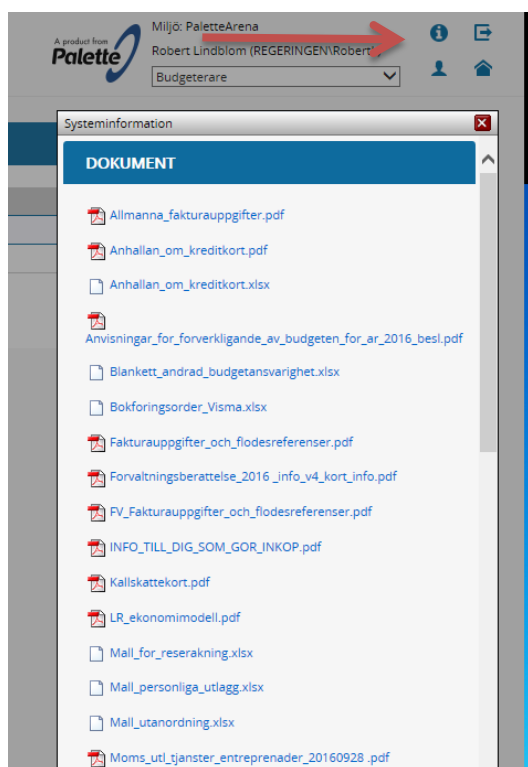 A product from
Palette
Miljö: PaletteArena
Robert Lindblom (REGERINGEN\Robert
Budgeterare
Systeminformation
DOKUMENT
Allmanna_fakturauppgifter.pdf
Anhallan_om_kreditkort.pdf
Anhallan_om_kreditkort.xlsx
Anvisningar_for_forverkligande_av_budgeten_for_ar_2016_besl.pdf
Blankett_andrad_budgetansvarighet.xlsx
Bokforingsorder_Visma.xlsx
Fakturauppgifter_och_flodesreferenser.pdf
Forvaltningsberattelse_2016 _info_v4_kort_info.pdf
FV_Fakturauppgifter_och_flodesreferenser.pdf
INFO_TILL_DIG_SOM_GOR_INKOP.pdf
Kallskattekort.pdf
LR_ekonomimodell.pdf
Mall_for_reserakning.xlsx
Mall_personliga_utlagg.xlsx
Mall_utanordning.xlsx
Moms_utl_tjanster_entreprenader_20160928 .pdf